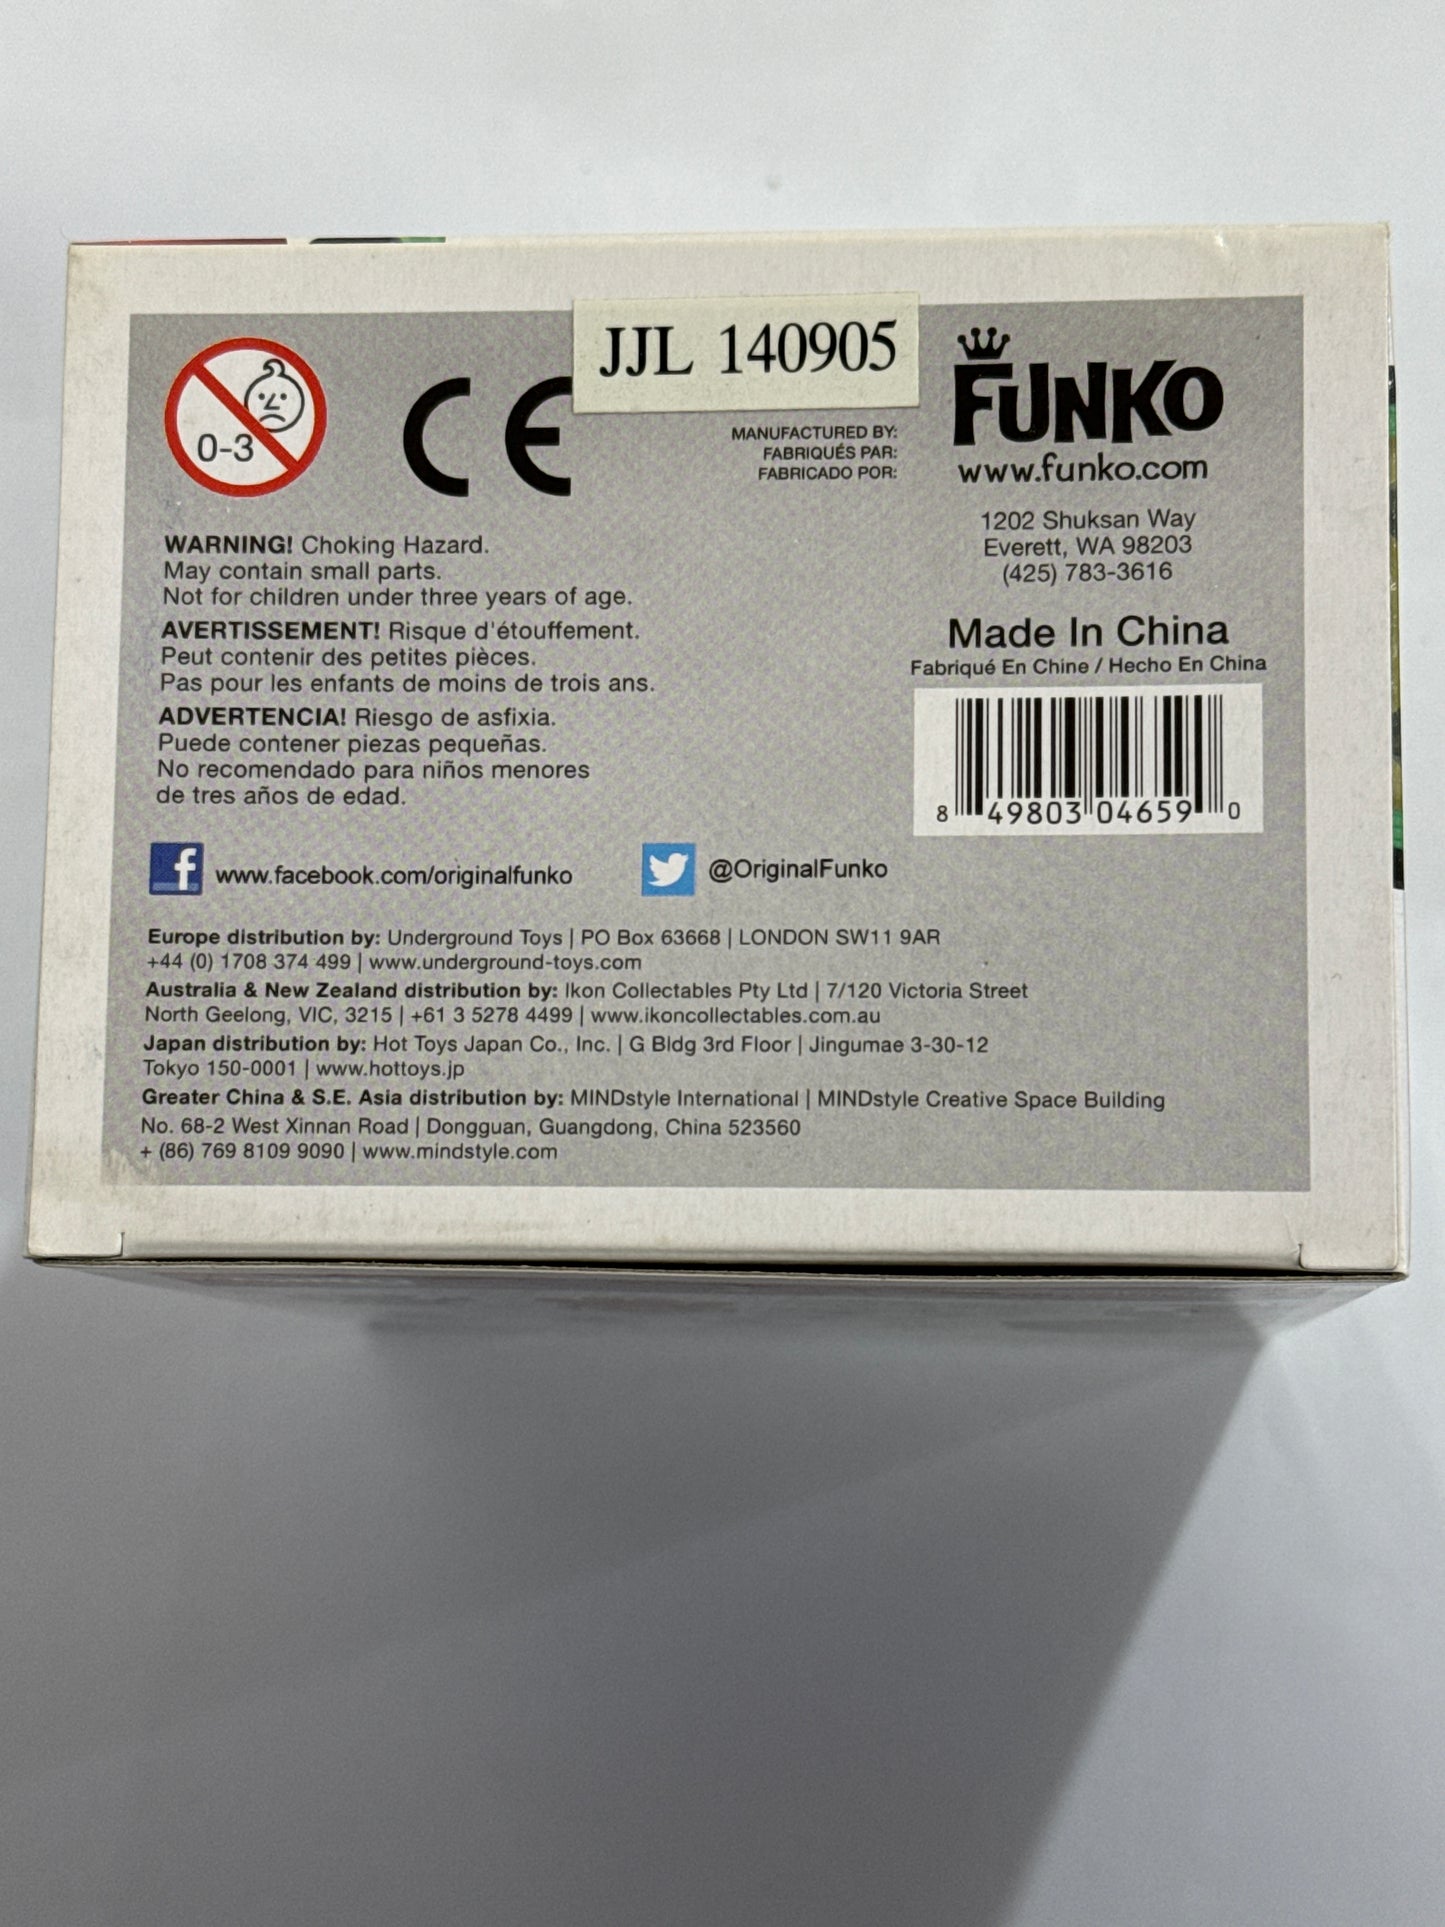 JJL 140905
0-3
CE
MANUFACTURED BY:
FABRIQUÉS PAR:
FABRICADO POR:
FUNKO
www.funko.com
1202 Shuksan Way
Everett, WA 98203
(425) 783-3616
WARNING! Choking Hazard.
May contain small parts.
Not for children under three years of age.
AVERTISSEMENT! Risque d'étouffement.
Peut contenir des petites pièces.
Pas pour les enfants de moins de trois ans.
ADVERTENCIA! Riesgo de asfixia.
Puede contener piezas pequeñas.
No recomendado para niños menores
de tres años de edad.
Made In China
Fabriqué En Chine / Hecho En China
8 49803 04659 0
f www.facebook.com/originalfunko
@OriginalFunko
Europe distribution by: Underground Toys | PO Box 63668 | LONDON SW11 9AR
+44 (0) 1708 374 499 | www.underground-toys.com
Australia & New Zealand distribution by: Ikon Collectables Pty Ltd | 7/120 Victoria Street
North Geelong, VIC, 3215 | +61 3 5278 4499 | www.ikoncollectables.com.au
Japan distribution by: Hot Toys Japan Co., Inc. | G Bldg 3rd Floor | Jingumae 3-30-12
Tokyo 150-0001 | www.hottoys.jp
Greater China & S.E. Asia distribution by: MINDstyle International | MINDstyle Creative Space Building
No. 68-2 West Xinnan Road | Dongguan, Guangdong, China 523560
+ (86) 769 8109 9090 | www.mindstyle.com